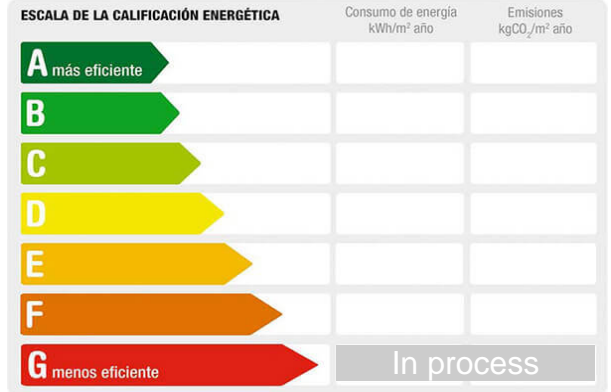 ESCALA DE LA CALIFICACIÓN ENERGÉTICA
Consumo de energía
kWh/m² año
Emisiones
kgCO₂/m² año
A más eficiente
B
C
D
E
F
G menos eficiente
In process